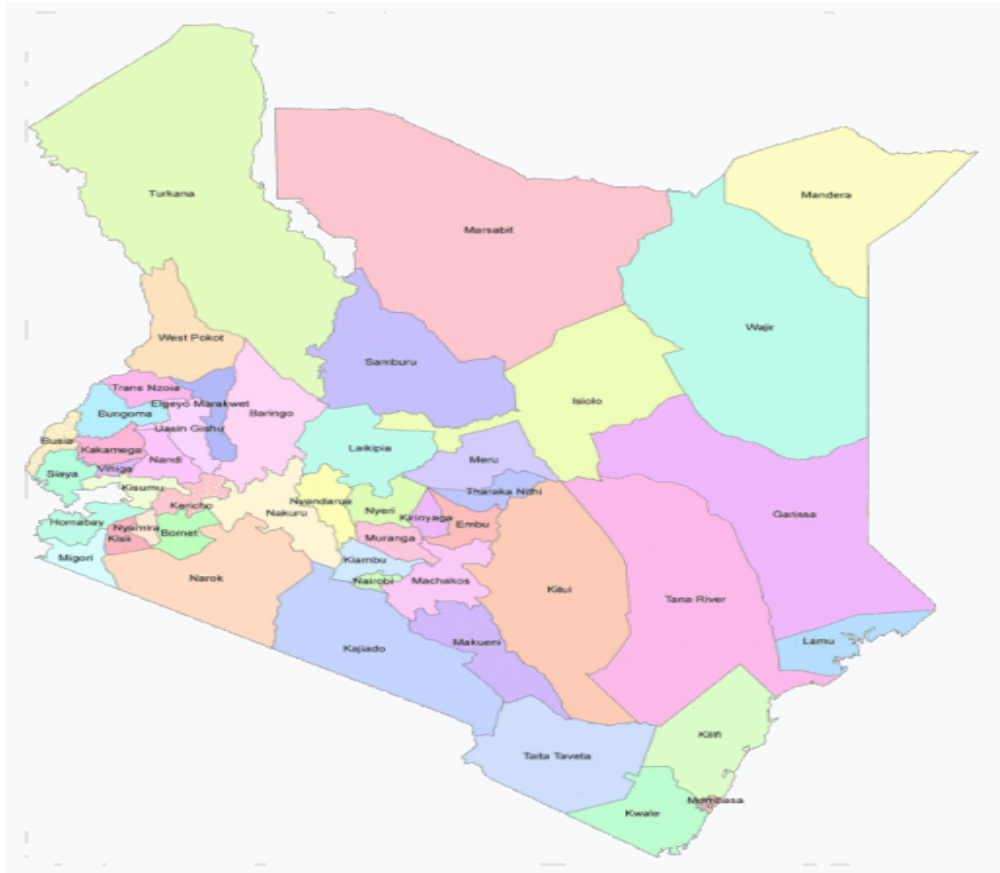 Turkana
Mandera
Marsabit
Wajir
West Pokot
Samburu
Trans Nzoia
Elgeyo Marakwet
Isiolo
Bungoma
Baringo
Uasin Gishu
Busia
Kakamega
Laikipia
Nandi
Meru
Vihiga
Siaya
Kisumu
Tharaka Nithi
Nyandarua
Kericho
Nakuru
Nyeri
Kirinyaga
Garissa
Homabay
Nyamira
Embu
Bomet
Kisii
Muranga
Migori
Kiambu
Narok
Nairobi
Machakos
Kitui
Tana River
Makueni
Lamu
Kajiado
Kilifi
Taita Taveta
Mombasa
Kwale